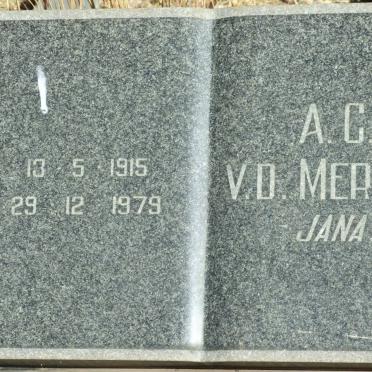 13 5 1915
29 12 1979
A. C.
V.D. MER
JANA